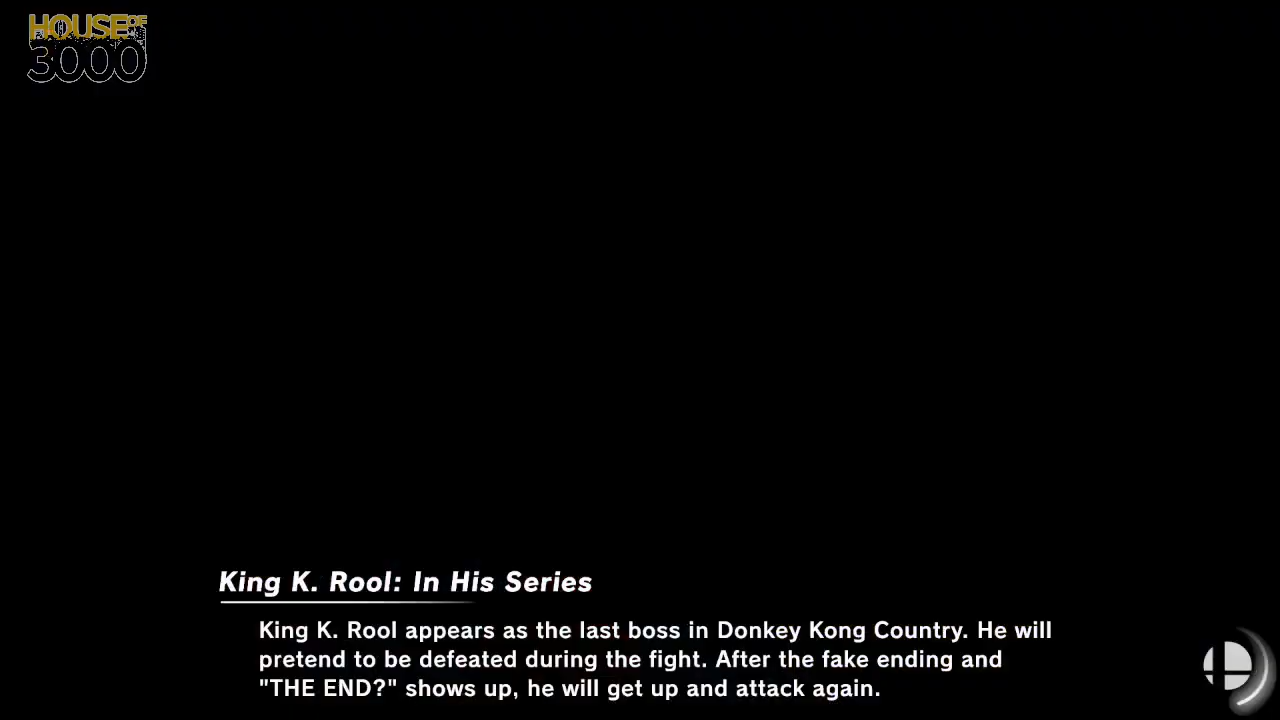 HOUSE OF
3000
King K. Rool: In His Series
King K. Rool appears as the last boss in Donkey Kong Country. He will
pretend to be defeated during the fight. After the fake ending and
"THE END?" shows up, he will get up and attack again.